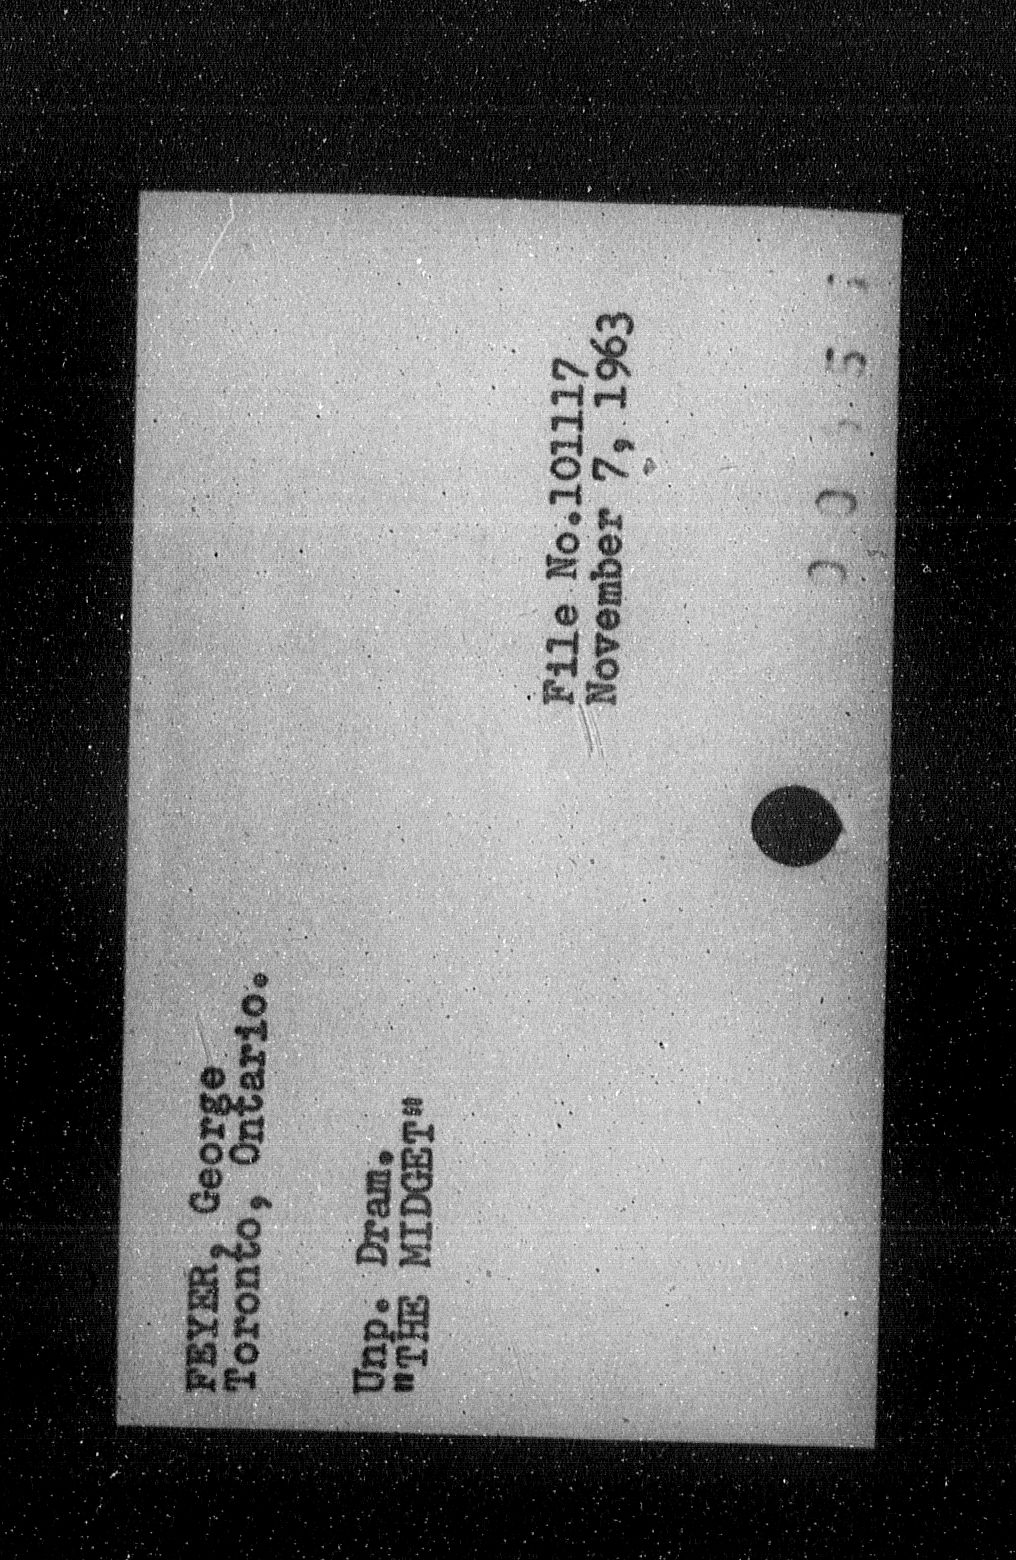 FEYER, George
Toronto, Ontario.
Unp. Dram.
"THE MIDGET"
File No.101117
November 7, 1963